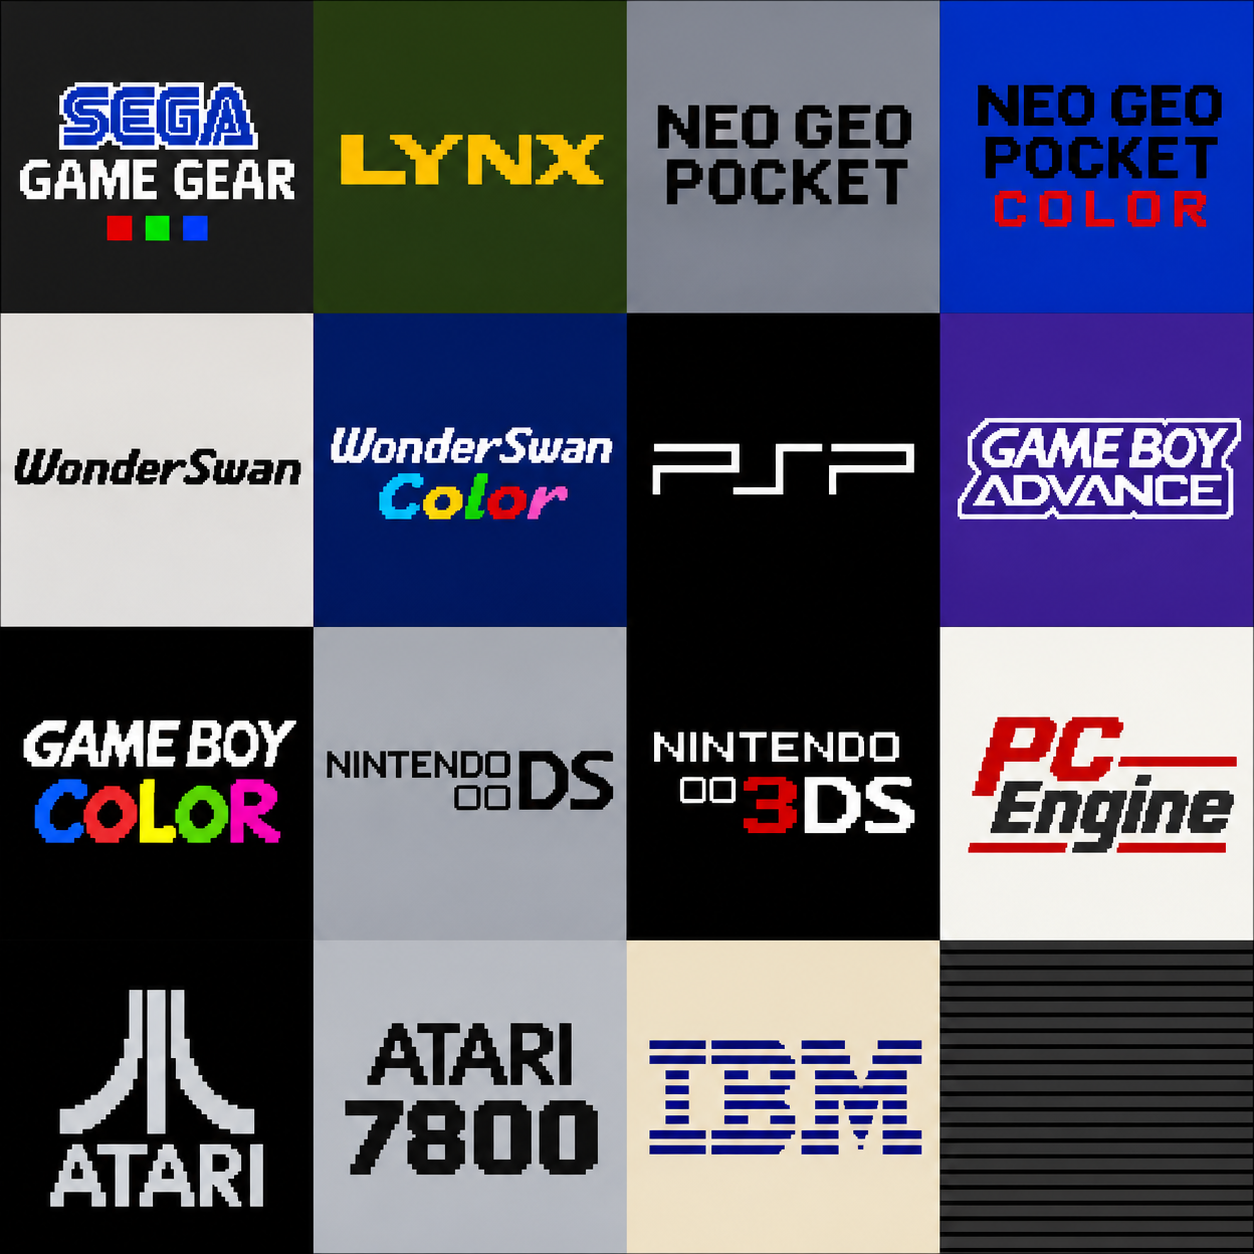 SEGA
GAME GEAR
LYNX
NEO GEO
POCKET
NEO GEO
POCKET
COLOR
WonderSwan
WonderSwan
Color
PSP
GAME BOY
ADVANCE
GAME BOY
COLOR
NINTENDO
DS
NINTENDO
3DS
PC
Engine
ATARI
ATARI
7800
IBM